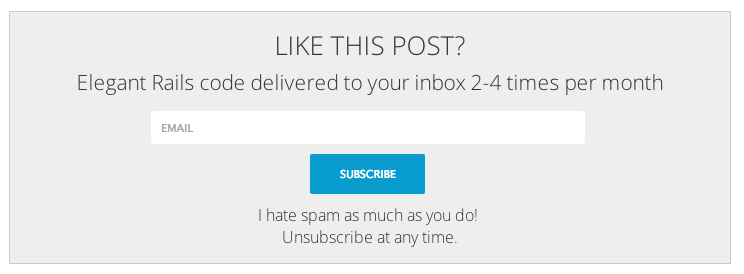 LIKE THIS POST?
Elegant Rails code delivered to your inbox 2-4 times per month
EMAIL
SUBSCRIBE
I hate spam as much as you do!
Unsubscribe at any time.